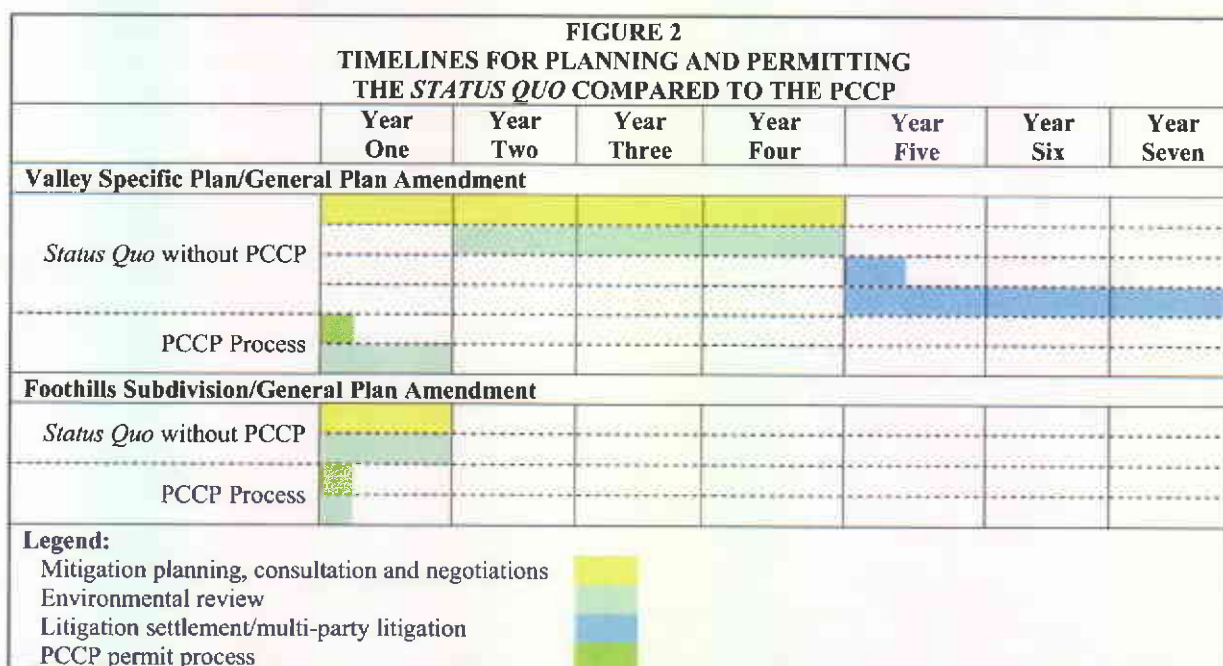 FIGURE 2
TIMELINES FOR PLANNING AND PERMITTING
THE STATUS QUO COMPARED TO THE PCCP
Year One
Year Two
Year Three
Year Four
Year Five
Year Six
Year Seven
Valley Specific Plan/General Plan Amendment
Status Quo without PCCP
PCCP Process
Foothills Subdivision/General Plan Amendment
Status Quo without PCCP
PCCP Process
Legend:
Mitigation planning, consultation and negotiations
Environmental review
Litigation settlement/multi-party litigation
PCCP permit process